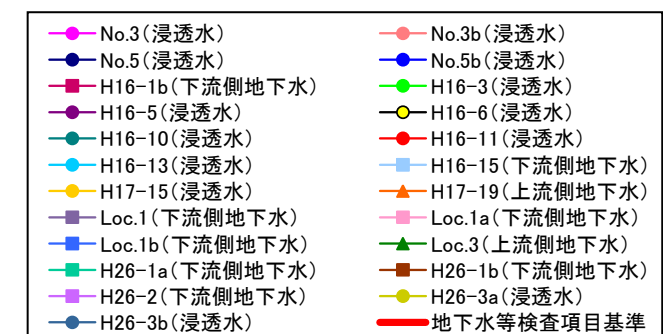 No.3(浸透水) No.3b(浸透水)
No.5(浸透水) No.5b(浸透水)
H16-1b(下流側地下水) H16-3(浸透水)
H16-5(浸透水) H16-6(浸透水)
H16-10(浸透水) H16-11(浸透水)
H16-13(浸透水) H16-15(下流側地下水)
H17-15(浸透水) H17-19(上流側地下水)
Loc.1(下流側地下水) Loc.1a(下流側地下水)
Loc.1b(下流側地下水) Loc.3(上流側地下水)
H26-1a(下流側地下水) H26-1b(下流側地下水)
H26-2(下流側地下水) H26-3a(浸透水)
H26-3b(浸透水) 地下水等検査項目基準